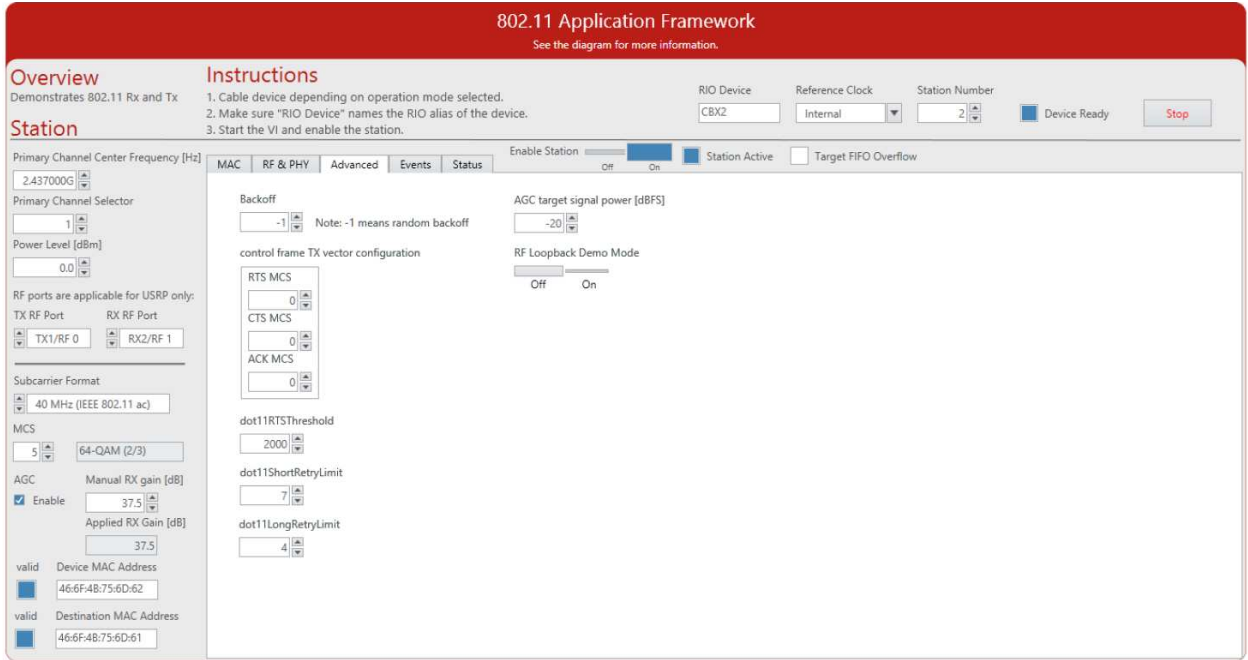 802.11 Application Framework
See the diagram for more information.
Overview
Demonstrates 802.11 Rx and Tx
Station
Instructions
1. Cable device depending on operation mode selected.
2. Make sure "RIO Device" names the RIO alias of the device.
3. Start the VI and enable the station.
RIO Device
CBX2
Reference Clock
Internal
Station Number
2
Device Ready
Stop
Primary Channel Center Frequency [Hz]
2.437000G
Primary Channel Selector
1
Power Level [dBm]
0.0
RF ports are applicable for USRP only:
TX RF Port RX RF Port
TX1/RF 0 RX2/RF 1
Subcarrier Format
40 MHz (IEEE 802.11 ac)
MCS
5 64-QAM (2/3)
AGC Manual RX gain [dB]
Enable 37.5
Applied RX Gain [dB]
37.5
valid Device MAC Address
46:6F:4B:75:6D:62
valid Destination MAC Address
46:6F:4B:75:6D:61
MAC RF & PHY Advanced Events Status
Enable Station
Off On
Station Active
Target FIFO Overflow
Backoff
-1 Note: -1 means random backoff
control frame TX vector configuration
RTS MCS
0
CTS MCS
0
ACK MCS
0
dot11RTSThreshold
2000
dot11ShortRetryLimit
7
dot11LongRetryLimit
4
AGC target signal power [dBFS]
-20
RF Loopback Demo Mode
Off On